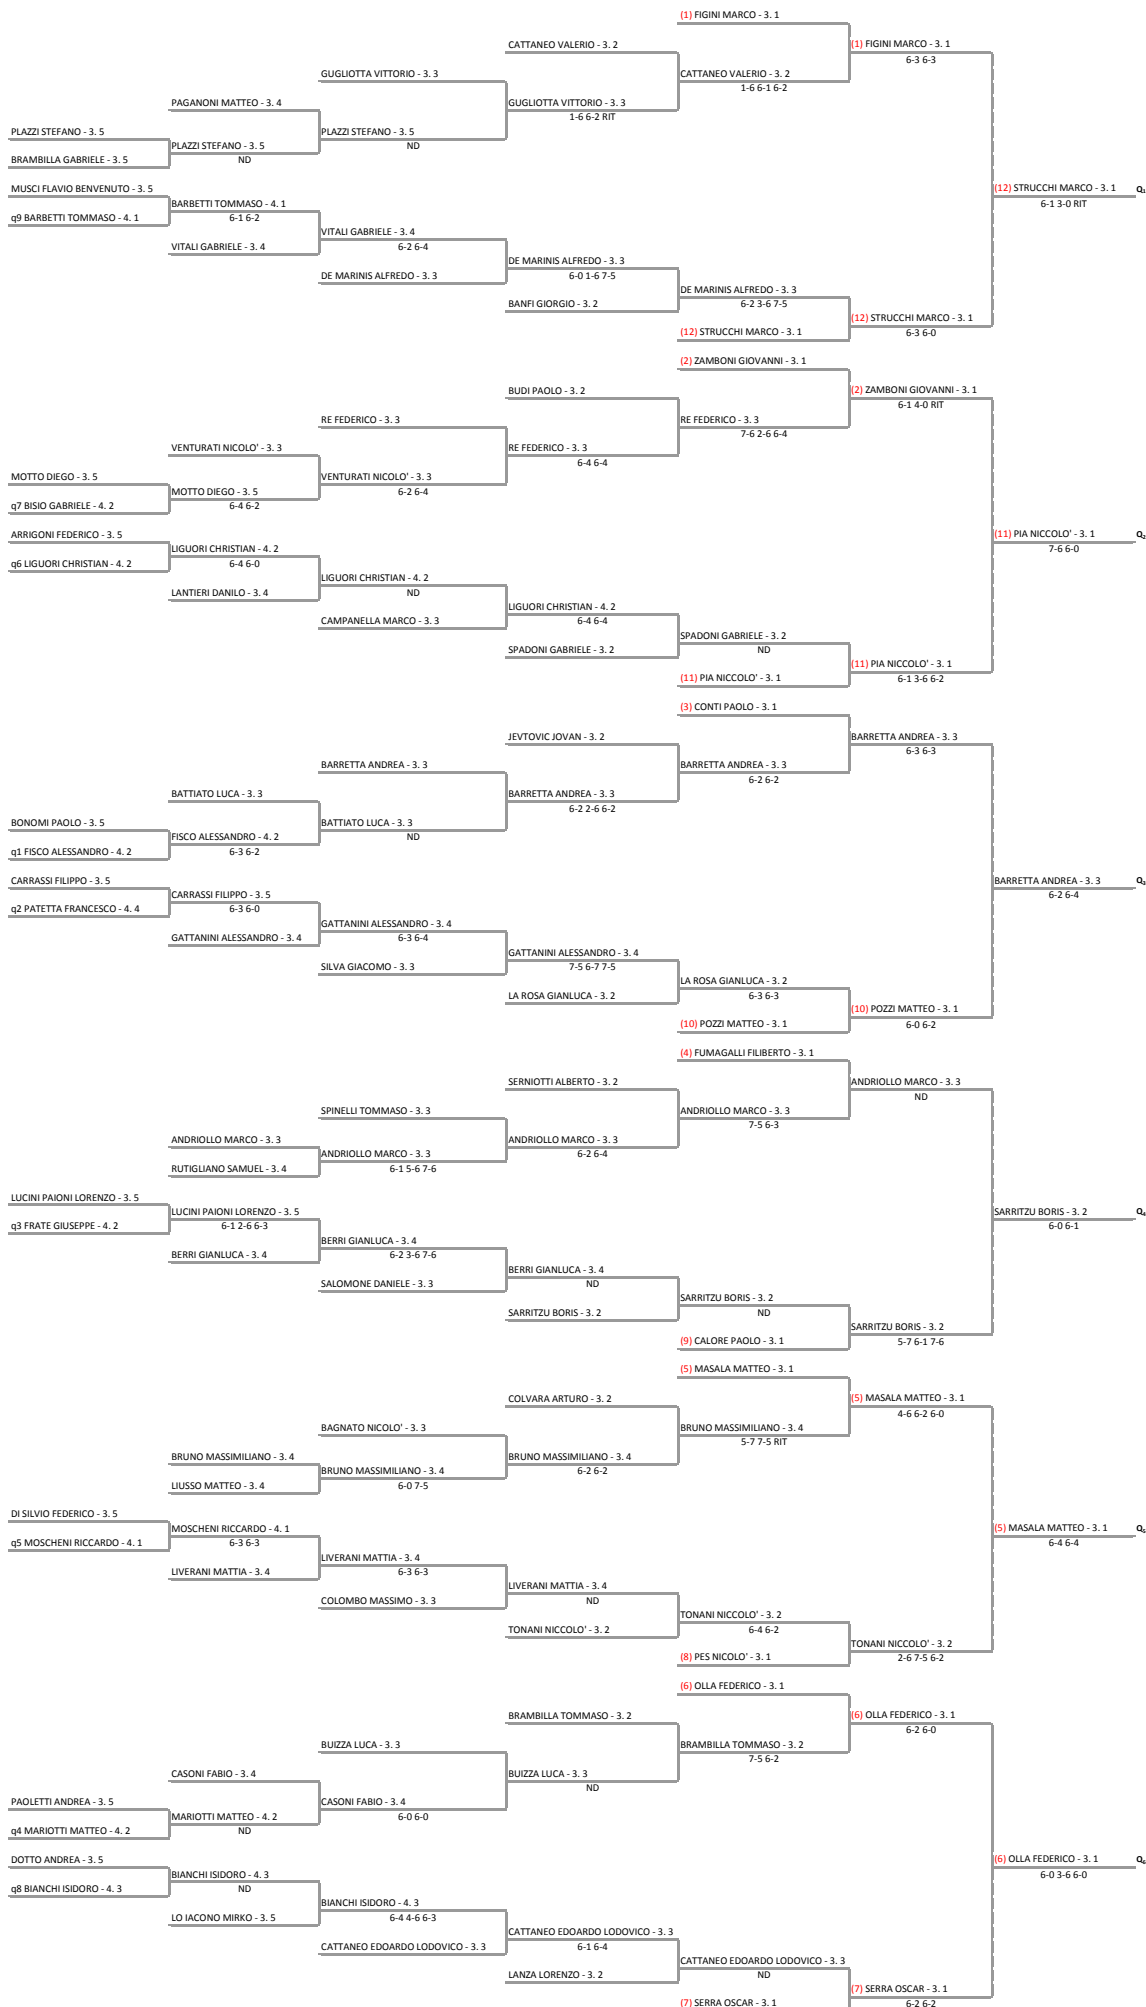 (1) FIGINI MARCO - 3. 1
CATTANEO VALERIO - 3. 2
(1) FIGINI MARCO - 3. 1
6-3 6-3
GUGLIOTTA VITTORIO - 3. 3
CATTANEO VALERIO - 3. 2
1-6 6-1 6-2
PAGANONI MATTEO - 3. 4
GUGLIOTTA VITTORIO - 3. 3
1-6 6-2 RIT
PLAZZI STEFANO - 3. 5
PLAZZI STEFANO - 3. 5
ND
BRAMBILLA GABRIELE - 3. 5
PLAZZI STEFANO - 3. 5
ND
MUSCI FLAVIO BENVENUTO - 3. 5
(12) STRUCCHI MARCO - 3. 1
Q₁
6-1 3-0 RIT
q9 BARBETTI TOMMASO - 4. 1
BARBETTI TOMMASO - 4. 1
6-1 6-2
VITALI GABRIELE - 3. 4
VITALI GABRIELE - 3. 4
6-2 6-4
DE MARINIS ALFREDO - 3. 3
DE MARINIS ALFREDO - 3. 3
6-0 1-6 7-5
BANFI GIORGIO - 3. 2
DE MARINIS ALFREDO - 3. 3
6-2 3-6 7-5
(12) STRUCCHI MARCO - 3. 1
(12) STRUCCHI MARCO - 3. 1
6-3 6-0
(2) ZAMBONI GIOVANNI - 3. 1
BUDI PAOLO - 3. 2
(2) ZAMBONI GIOVANNI - 3. 1
6-1 4-0 RIT
RE FEDERICO - 3. 3
RE FEDERICO - 3. 3
7-6 2-6 6-4
VENTURATI NICOLO' - 3. 3
RE FEDERICO - 3. 3
6-4 6-4
MOTTO DIEGO - 3. 5
VENTURATI NICOLO' - 3. 3
6-2 6-4
q7 BISIO GABRIELE - 4. 2
MOTTO DIEGO - 3. 5
6-4 6-2
ARRIGONI FEDERICO - 3. 5
(11) PIA NICCOLO' - 3. 1
Q₂
7-6 6-0
q6 LIGUORI CHRISTIAN - 4. 2
LIGUORI CHRISTIAN - 4. 2
6-4 6-0
LANTIERI DANILO - 3. 4
LIGUORI CHRISTIAN - 4. 2
ND
CAMPANELLA MARCO - 3. 3
LIGUORI CHRISTIAN - 4. 2
6-4 6-4
SPADONI GABRIELE - 3. 2
SPADONI GABRIELE - 3. 2
ND
(11) PIA NICCOLO' - 3. 1
(11) PIA NICCOLO' - 3. 1
6-1 3-6 6-2
(3) CONTI PAOLO - 3. 1
JEVTOVIC JOVAN - 3. 2
BARRETTA ANDREA - 3. 3
6-3 6-3
BARRETTA ANDREA - 3. 3
BARRETTA ANDREA - 3. 3
6-2 6-2
BATTIATO LUCA - 3. 3
BARRETTA ANDREA - 3. 3
6-2 2-6 6-2
BONOMI PAOLO - 3. 5
BATTIATO LUCA - 3. 3
ND
q1 FISCO ALESSANDRO - 4. 2
FISCO ALESSANDRO - 4. 2
6-3 6-2
CARRASSI FILIPPO - 3. 5
BARRETTA ANDREA - 3. 3
Q₃
6-2 6-4
q2 PATETTA FRANCESCO - 4. 4
CARRASSI FILIPPO - 3. 5
6-3 6-0
GATTANINI ALESSANDRO - 3. 4
GATTANINI ALESSANDRO - 3. 4
6-3 6-4
SILVA GIACOMO - 3. 3
GATTANINI ALESSANDRO - 3. 4
7-5 6-7 7-5
LA ROSA GIANLUCA - 3. 2
LA ROSA GIANLUCA - 3. 2
6-3 6-3
(10) POZZI MATTEO - 3. 1
(10) POZZI MATTEO - 3. 1
6-0 6-2
(4) FUMAGALLI FILIBERTO - 3. 1
SERNIOTTI ALBERTO - 3. 2
ANDRIOLLO MARCO - 3. 3
ND
SPINELLI TOMMASO - 3. 3
ANDRIOLLO MARCO - 3. 3
7-5 6-3
ANDRIOLLO MARCO - 3. 3
ANDRIOLLO MARCO - 3. 3
6-2 6-4
RUTIGLIANO SAMUEL - 3. 4
ANDRIOLLO MARCO - 3. 3
6-1 5-6 7-6
LUCINI PAIONI LORENZO - 3. 5
SARRITZU BORIS - 3. 2
Q₄
6-0 6-1
q3 FRATE GIUSEPPE - 4. 2
LUCINI PAIONI LORENZO - 3. 5
6-1 2-6 6-3
BERRI GIANLUCA - 3. 4
BERRI GIANLUCA - 3. 4
6-2 3-6 7-6
SALOMONE DANIELE - 3. 3
BERRI GIANLUCA - 3. 4
ND
SARRITZU BORIS - 3. 2
SARRITZU BORIS - 3. 2
ND
(9) CALORE PAOLO - 3. 1
SARRITZU BORIS - 3. 2
5-7 6-1 7-6
(5) MASALA MATTEO - 3. 1
COLVARA ARTURO - 3. 2
(5) MASALA MATTEO - 3. 1
4-6 6-2 6-0
BAGNATO NICOLO' - 3. 3
BRUNO MASSIMILIANO - 3. 4
5-7 7-5 RIT
BRUNO MASSIMILIANO - 3. 4
BRUNO MASSIMILIANO - 3. 4
6-2 6-2
LIUSSO MATTEO - 3. 4
BRUNO MASSIMILIANO - 3. 4
6-0 7-5
DI SILVIO FEDERICO - 3. 5
(5) MASALA MATTEO - 3. 1
Q₅
6-4 6-4
q5 MOSCHENI RICCARDO - 4. 1
MOSCHENI RICCARDO - 4. 1
6-3 6-3
LIVERANI MATTIA - 3. 4
LIVERANI MATTIA - 3. 4
6-3 6-3
COLOMBO MASSIMO - 3. 3
LIVERANI MATTIA - 3. 4
ND
TONANI NICCOLO' - 3. 2
TONANI NICCOLO' - 3. 2
6-4 6-2
(8) PES NICOLO' - 3. 1
TONANI NICCOLO' - 3. 2
2-6 7-5 6-2
(6) OLLA FEDERICO - 3. 1
BRAMBILLA TOMMASO - 3. 2
(6) OLLA FEDERICO - 3. 1
6-2 6-0
BUIZZA LUCA - 3. 3
BRAMBILLA TOMMASO - 3. 2
7-5 6-2
CASONI FABIO - 3. 4
BUIZZA LUCA - 3. 3
ND
PAOLETTI ANDREA - 3. 5
CASONI FABIO - 3. 4
6-0 6-0
q4 MARIOTTI MATTEO - 4. 2
MARIOTTI MATTEO - 4. 2
ND
DOTTO ANDREA - 3. 5
(6) OLLA FEDERICO - 3. 1
Q₆
6-0 3-6 6-0
q8 BIANCHI ISIDORO - 4. 3
BIANCHI ISIDORO - 4. 3
ND
LO IACONO MIRKO - 3. 5
BIANCHI ISIDORO - 4. 3
6-4 4-6 6-3
CATTANEO EDOARDO LODOVICO - 3. 3
CATTANEO EDOARDO LODOVICO - 3. 3
6-1 6-4
LANZA LORENZO - 3. 2
CATTANEO EDOARDO LODOVICO - 3. 3
ND
(7) SERRA OSCAR - 3. 1
(7) SERRA OSCAR - 3. 1
6-2 6-2